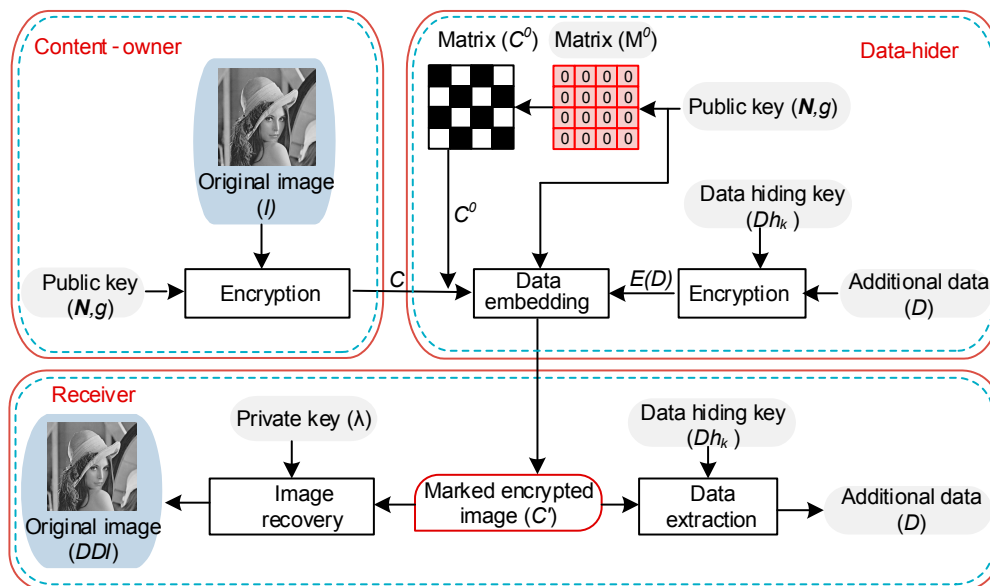 Content - owner
Original image
(I)
Public key
(N,g)
Encryption
C
Data-hider
Matrix (C⁰)
Matrix (M⁰)
0 0 0 0
0 0 0 0
0 0 0 0
0 0 0 0
Public key (N,g)
C⁰
Data hiding key
(Dhₖ)
Data
embedding
E(D)
Encryption
Additional data
(D)
Receiver
Original image
(DDI)
Private key (λ)
Image
recovery
Marked encrypted
image (C')
Data hiding key
(Dhₖ)
Data
extraction
Additional data
(D)